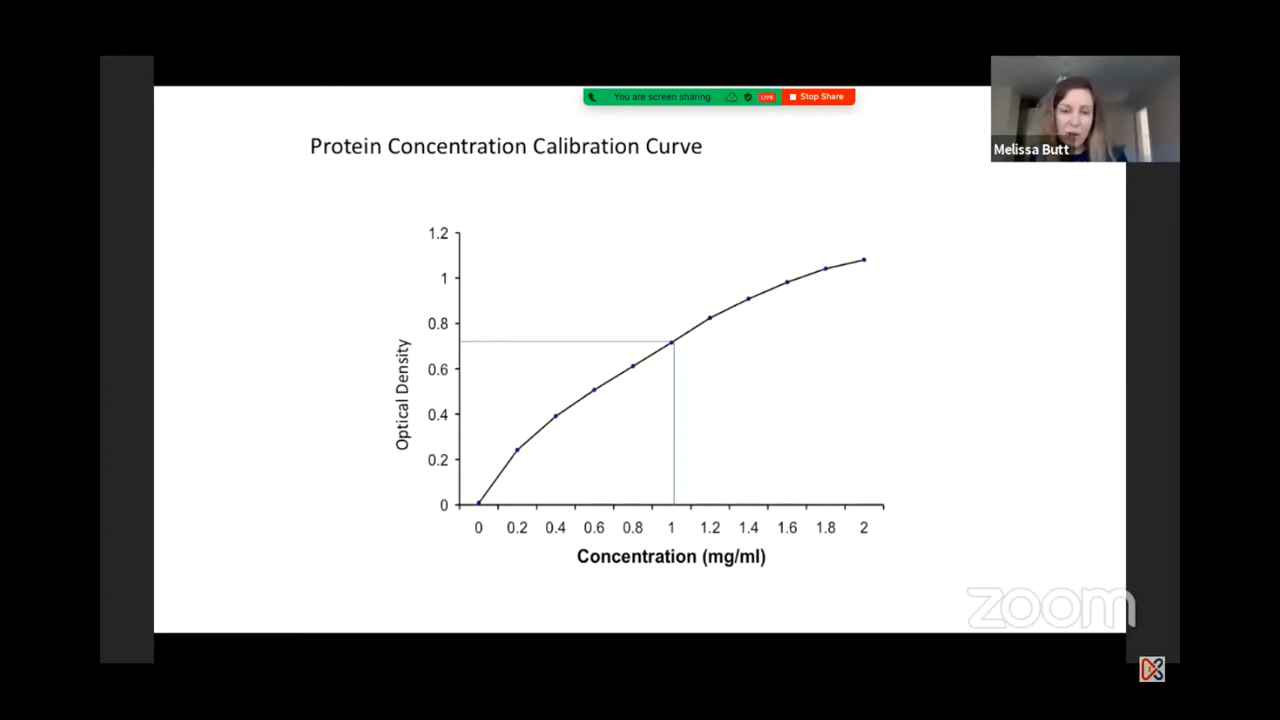 You are screen sharing LIVE Stop Share
Melissa Butt
Protein Concentration Calibration Curve
1.2
1
0.8
0.6
0.4
0.2
0
Optical Density
0 0.2 0.4 0.6 0.8 1 1.2 1.4 1.6 1.8 2
Concentration (mg/ml)
zoom